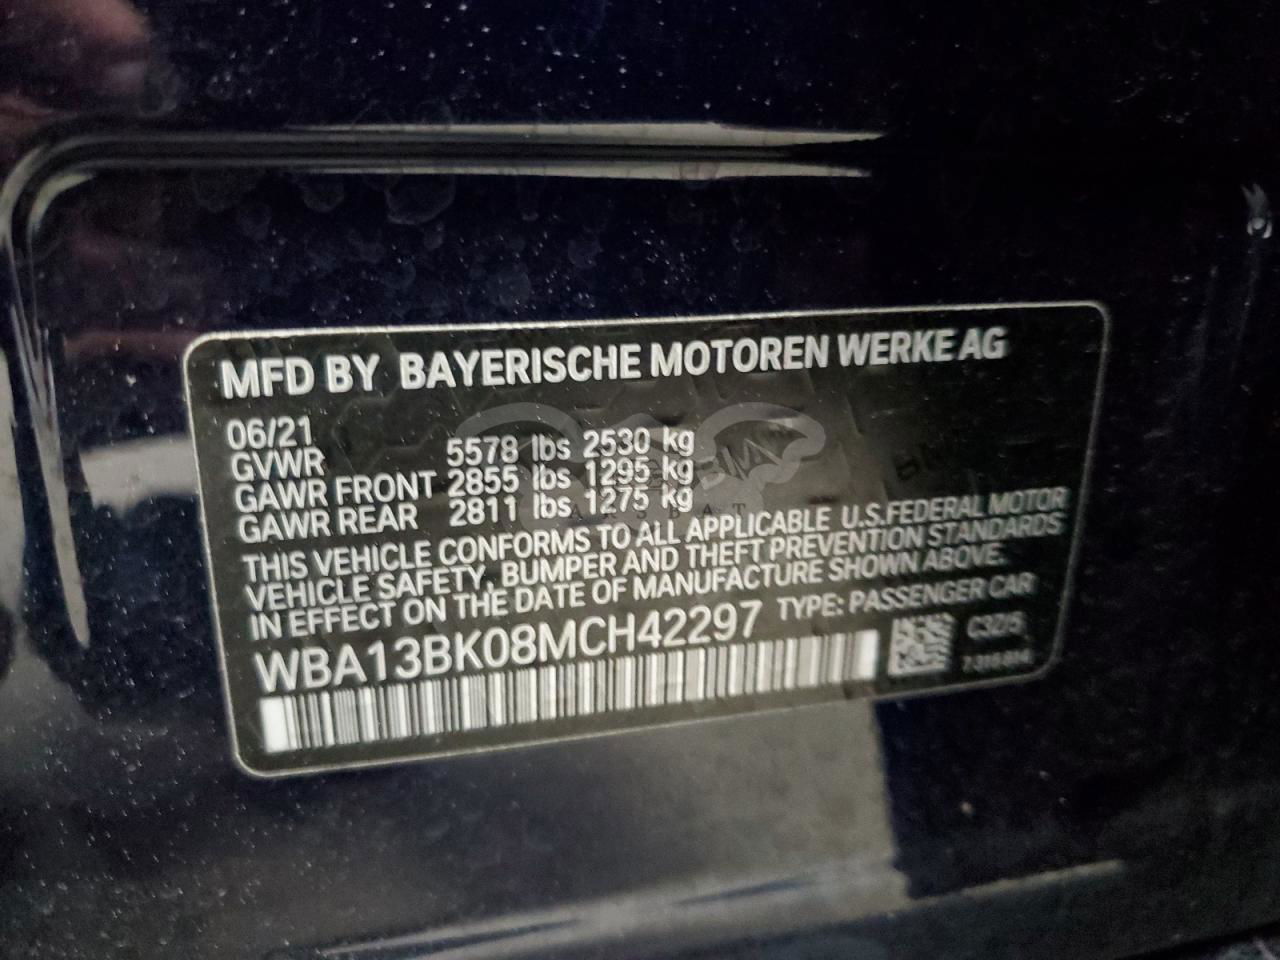 MFD BY BAYERISCHE MOTOREN WERKE AG
06/21
GVWR 5578 lbs 2530 kg
GAWR FRONT 2855 lbs 1295 kg
GAWR REAR 2811 lbs 1275 kg
THIS VEHICLE CONFORMS TO ALL APPLICABLE U.S.FEDERAL MOTOR
VEHICLE SAFETY, BUMPER AND THEFT PREVENTION STANDARDS
IN EFFECT ON THE DATE OF MANUFACTURE SHOWN ABOVE.
WBA13BK08MCH42297 TYPE: PASSENGER CAR